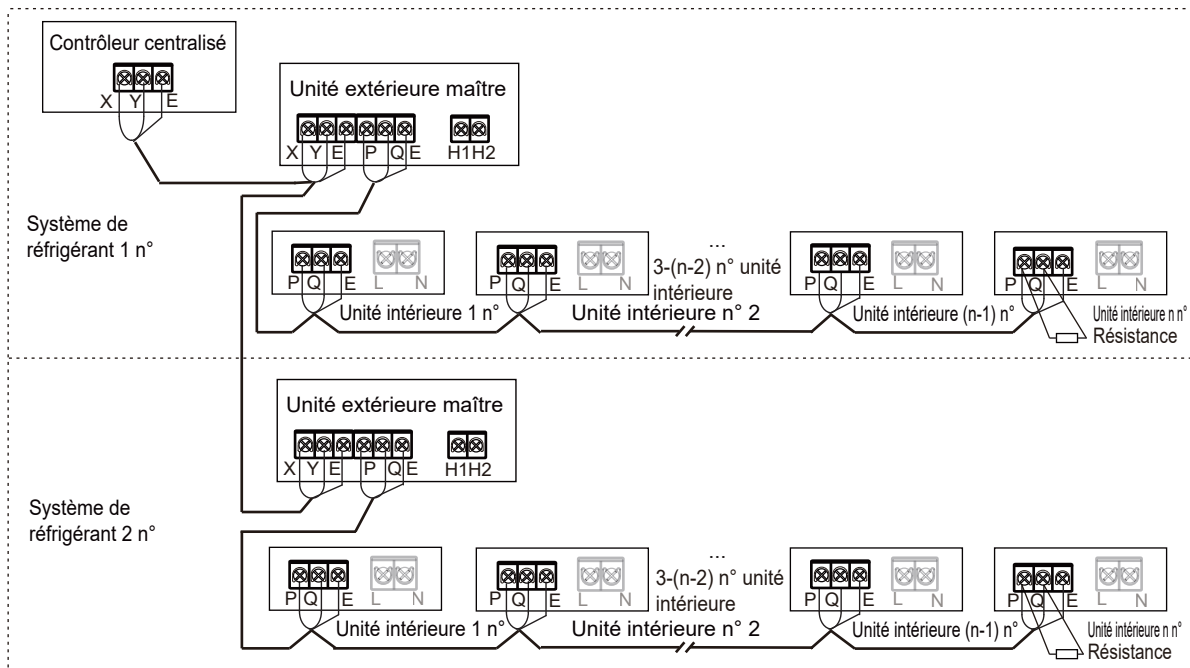 Contrôleur centralisé
X Y E
Unité extérieure maître
X Y E P Q E H1H2
Système de
réfrigérant 1 n°
P Q E L N
Unité intérieure 1 n°
P Q E L N
Unité intérieure n° 2
...
3-(n-2) n° unité
intérieure
P Q E L N
Unité intérieure (n-1) n°
P Q E L N
Unité intérieure n n°
Résistance
Unité extérieure maître
X Y E P Q E H1H2
Système de
réfrigérant 2 n°
P Q E L N
Unité intérieure 1 n°
P Q E L N
Unité intérieure n° 2
...
3-(n-2) n° unité
intérieure
P Q E L N
Unité intérieure (n-1) n°
P Q E L N
Unité intérieure n n°
Résistance